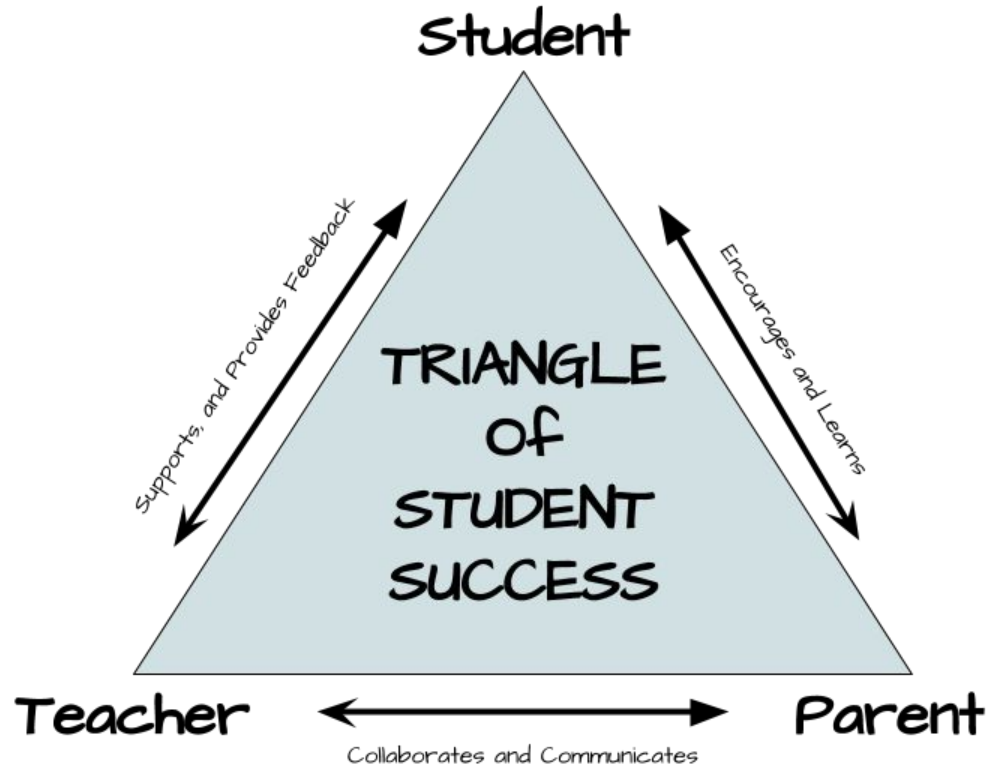 Student
Supports, and Provides Feedback
Encourages and Learns
TRIANGLE
Of
STUDENT
SUCCESS
Teacher
Parent
Collaborates and Communicates